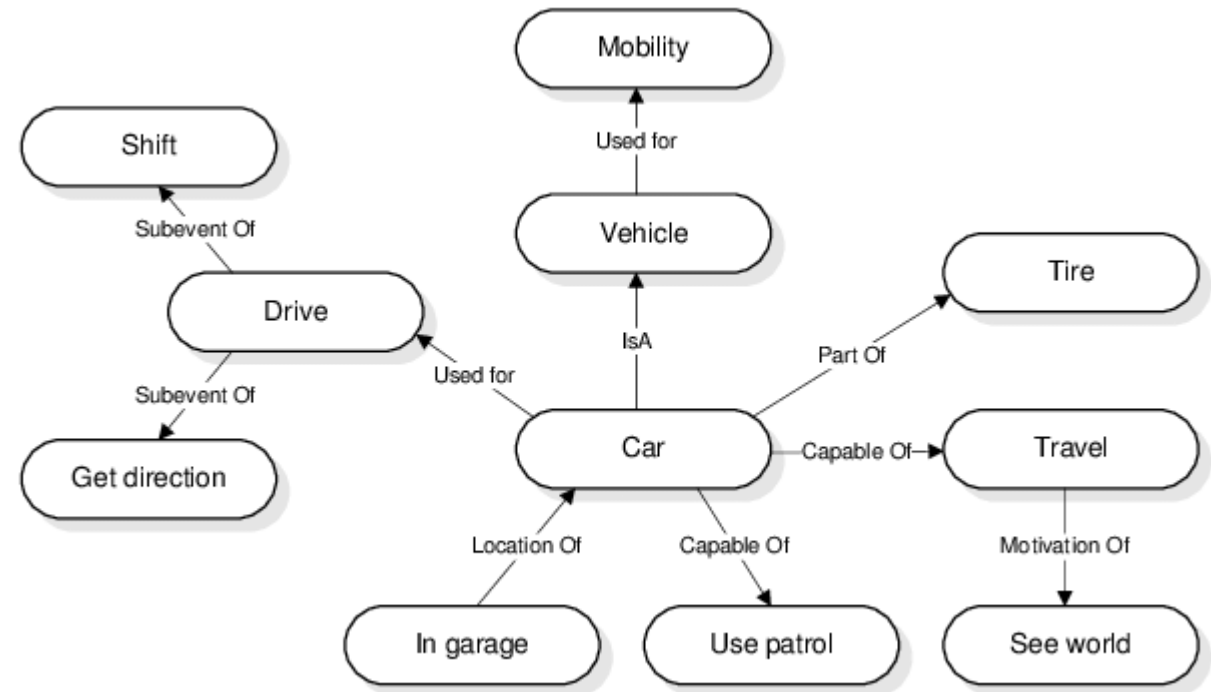 Mobility
Shift
Used for
Subevent Of
Vehicle
Tire
Drive
IsA
Part Of
Used for
Subevent Of
Car
Capable Of
Travel
Get direction
Location Of
Capable Of
Motivation Of
In garage
Use patrol
See world